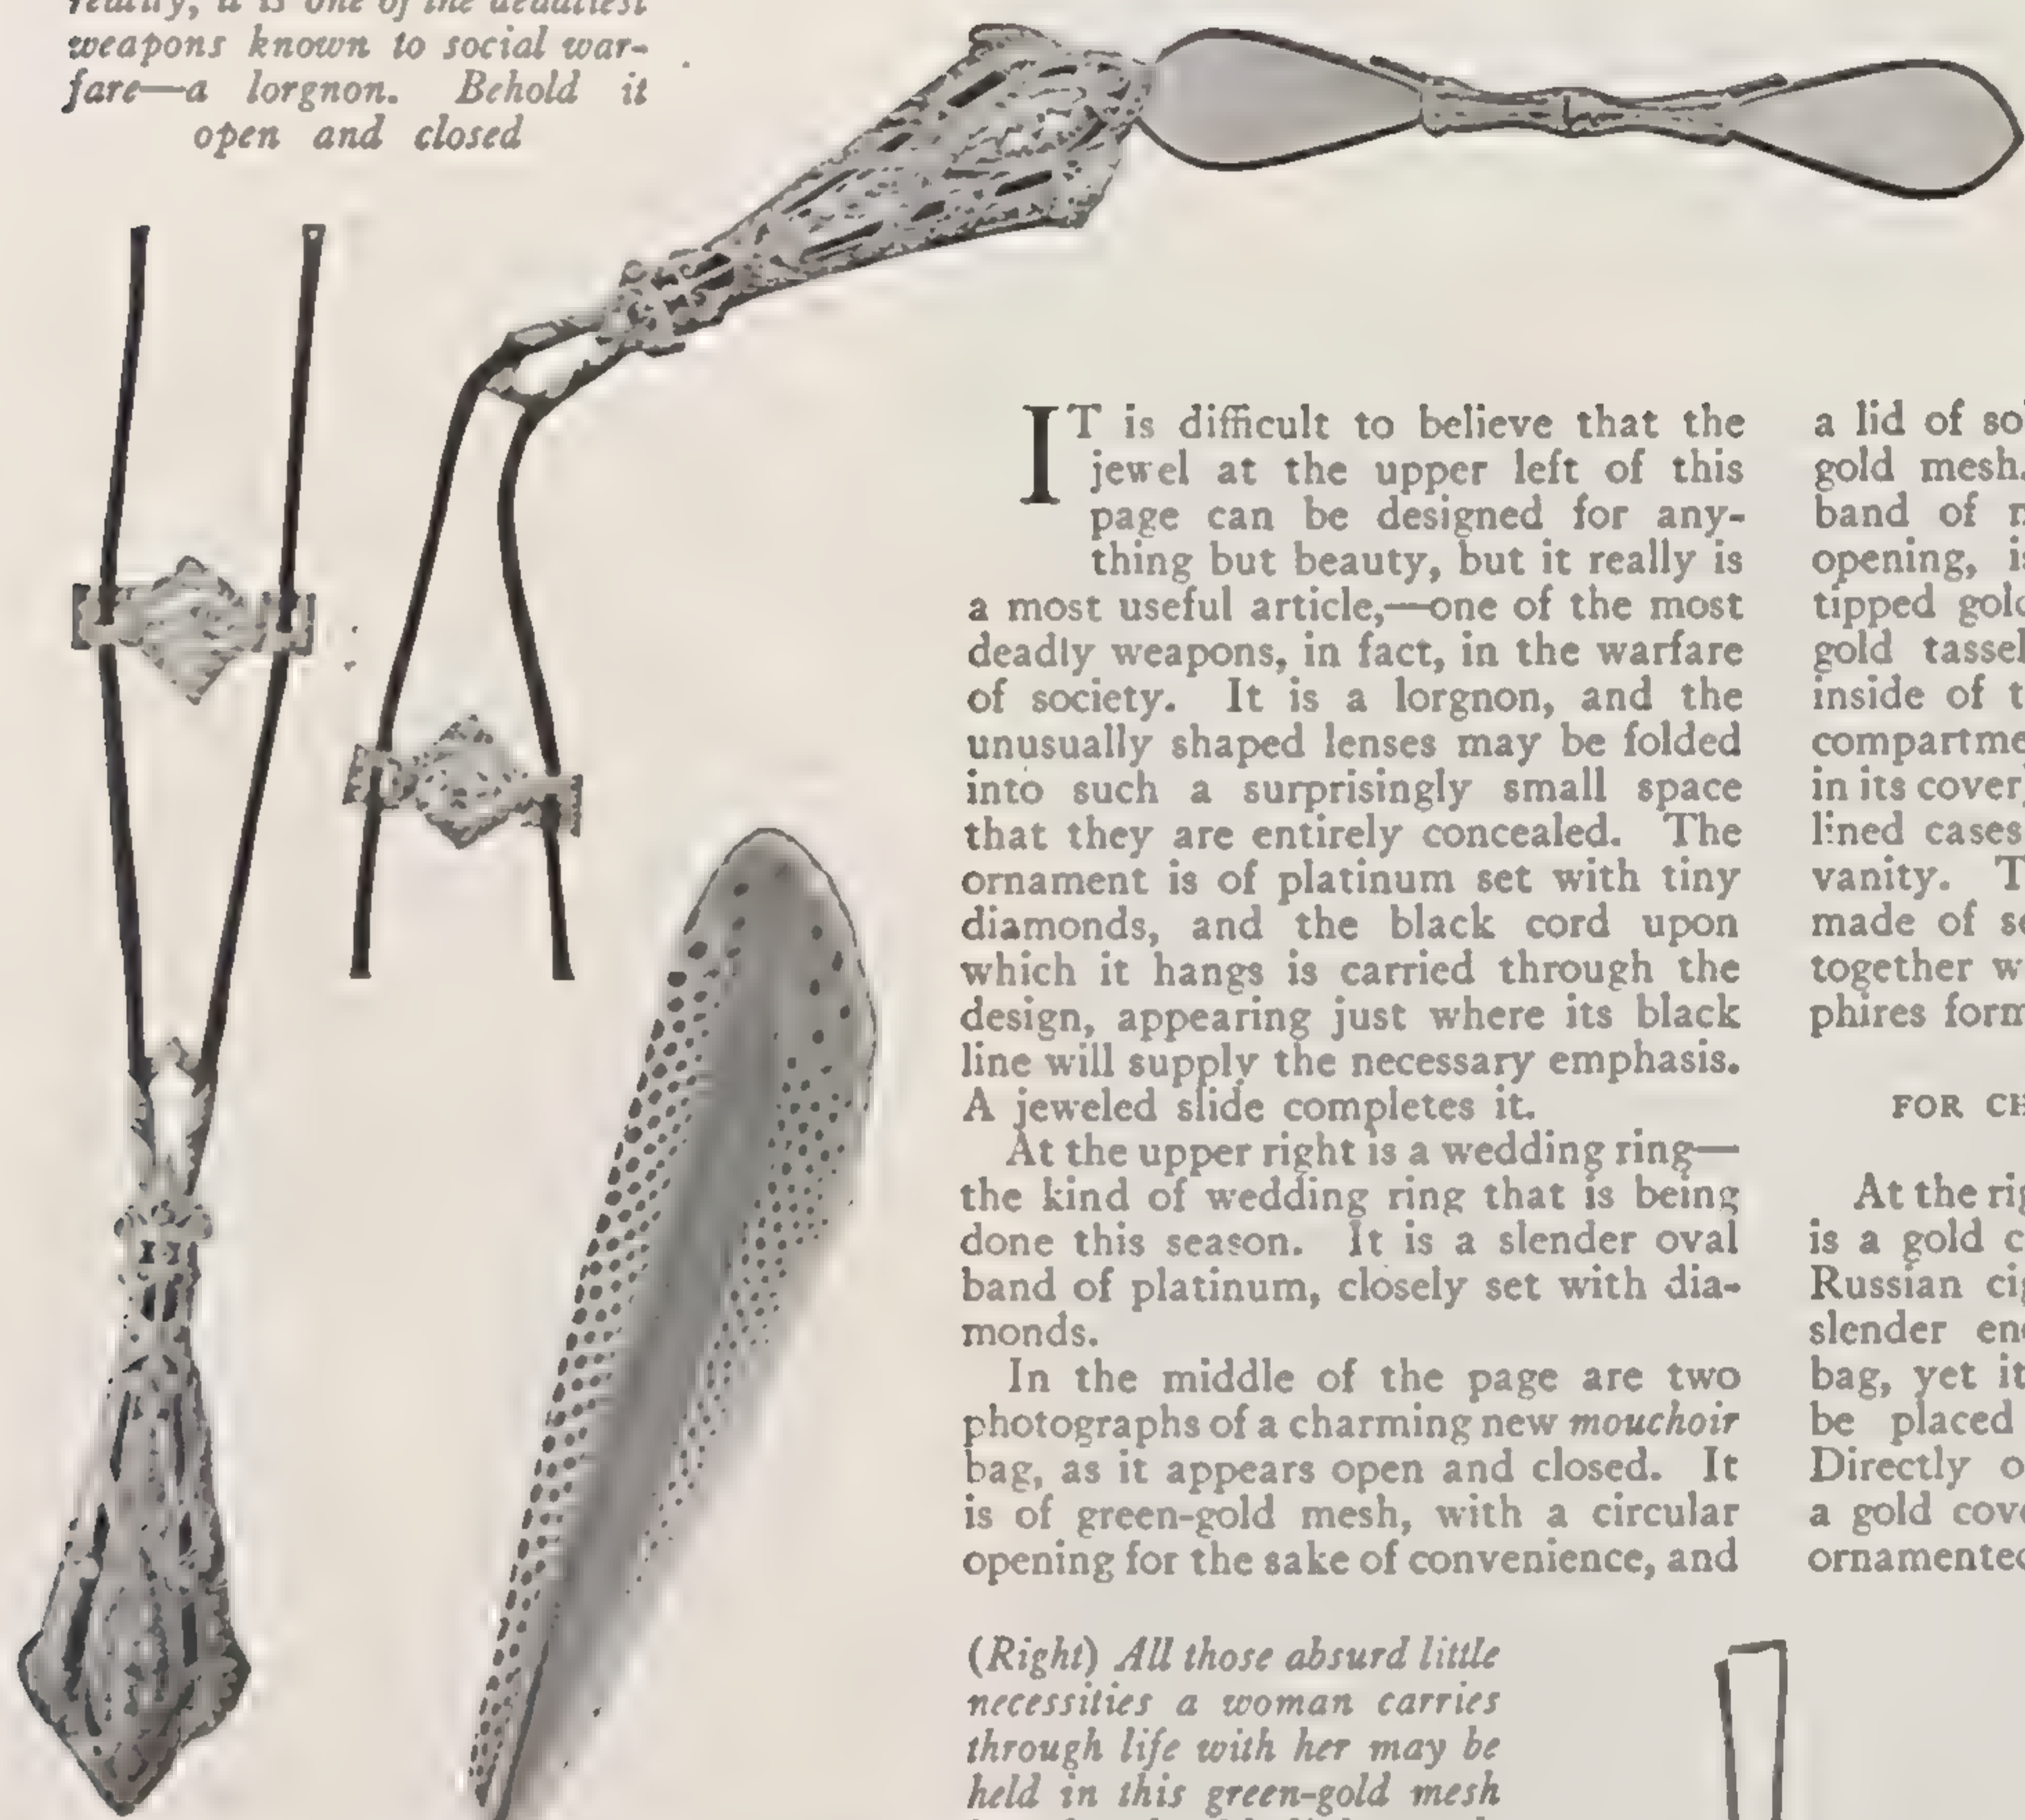 reality, it is one of the deadliest
weapons known to social war-
fare—a lorgnon. Behold it
open and closed
IT is difficult to believe that the
jewel at the upper left of this
page can be designed for any-
thing but beauty, but it really is
a most useful article,—one of the most
deadly weapons, in fact, in the warfare
of society. It is a lorgnon, and the
unusually shaped lenses may be folded
into such a surprisingly small space
that they are entirely concealed. The
ornament is of platinum set with tiny
diamonds, and the black cord upon
which it hangs is carried through the
design, appearing just where its black
line will supply the necessary emphasis.
A jeweled slide completes it.
At the upper right is a wedding ring—
the kind of wedding ring that is being
done this season. It is a slender oval
band of platinum, closely set with dia-
monds.
In the middle of the page are two
photographs of a charming new mouchoir
bag, as it appears open and closed. It
is of green-gold mesh, with a circular
opening for the sake of convenience, and
(Right) All those absurd little
necessities a woman carries
through life with her may be
held in this green-gold mesh
a lid of
gold mesh.
band of
opening,
tipped
gold
inside of
in its cover,
lined cases
vanity.
made of
together
phires
FOR
At the
is a gold
Russian
slender
bag, yet it
be placed
Directly
a gold